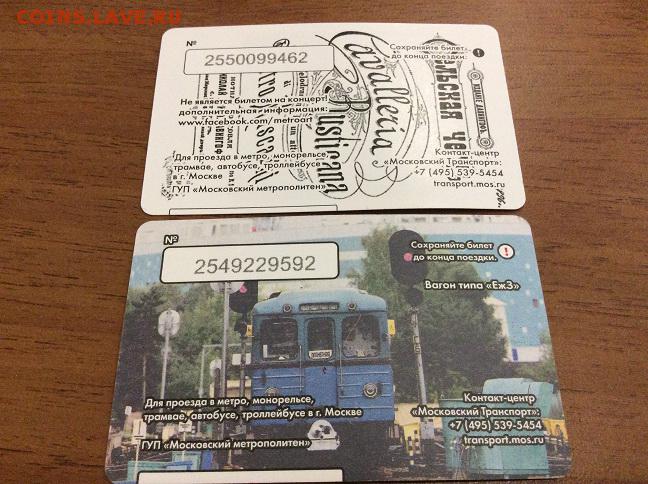 COINS.LAVE.RU
№
2550099462
Сохраняйте билет
до конца поездки.
!
Cavalleria
Rusticana
Не является билетом на концерт!
дополнительная информация:
www.facebook.com/metroart
Для проезда в метро, монорельсе,
трамвае, автобусе, троллейбусе
в г. Москве
ГУП «Московский метрополитен»
Контакт-центр
«Московский Транспорт»:
+7 (495) 539-5454
transport.mos.ru
№
2549229592
Сохраняйте билет
до конца поездки.
!
Вагон типа «Еж3»
Для проезда в метро, монорельсе,
трамвае, автобусе, троллейбусе в г. Москве
ГУП «Московский метрополитен»
Контакт-центр
«Московский Транспорт»:
+7 (495) 539-5454
transport.mos.ru